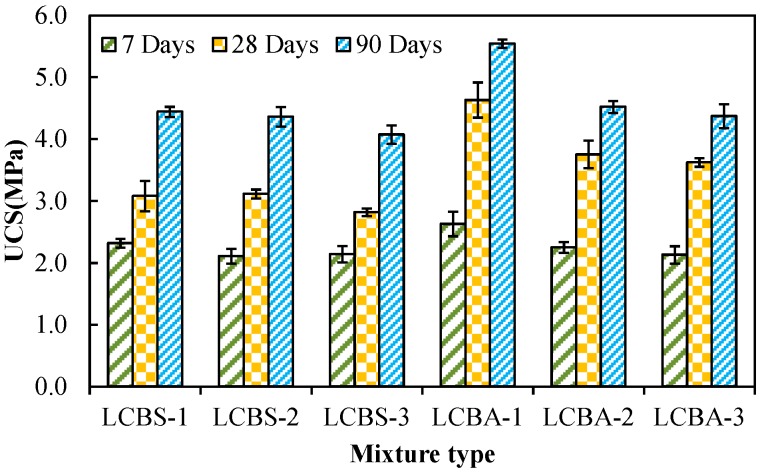 6.0
7 Days 28 Days 90 Days
5.0
4.0
3.0
2.0
1.0
0.0
UCS(MPa)
LCBS-1 LCBS-2 LCBS-3 LCBA-1 LCBA-2 LCBA-3
Mixture type